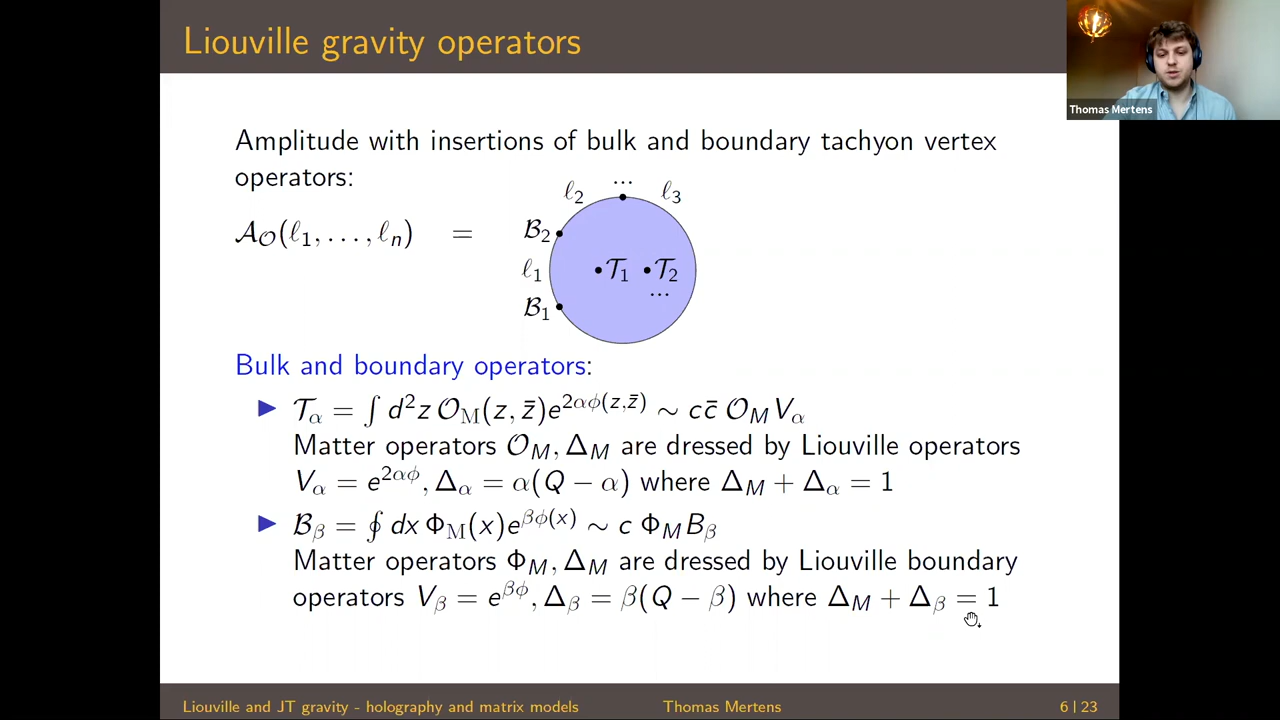 Liouville gravity operators
Thomas Mertens
Amplitude with insertions of bulk and boundary tachyon vertex
operators:
𝒜_𝒪(ℓ₁, …, ℓₙ) =
ℓ₂ ... ℓ₃
ℬ₂
ℓ₁ •𝒯₁ •𝒯₂
...
ℬ₁
Bulk and boundary operators:
▶ 𝒯_α = ∫ d²z 𝒪_M(z, z̄)e^{2αϕ(z,z̄)} ∼ cc̄ 𝒪_M V_α
Matter operators 𝒪_M, Δ_M are dressed by Liouville operators
V_α = e^{2αϕ}, Δ_α = α(Q − α) where Δ_M + Δ_α = 1
▶ ℬ_β = ∮ dx Φ_M(x)e^{βϕ(x)} ∼ c Φ_M B_β
Matter operators Φ_M, Δ_M are dressed by Liouville boundary
operators V_β = e^{βϕ}, Δ_β = β(Q − β) where Δ_M + Δ_β = 1
Liouville and JT gravity - holography and matrix models Thomas Mertens 6 | 23